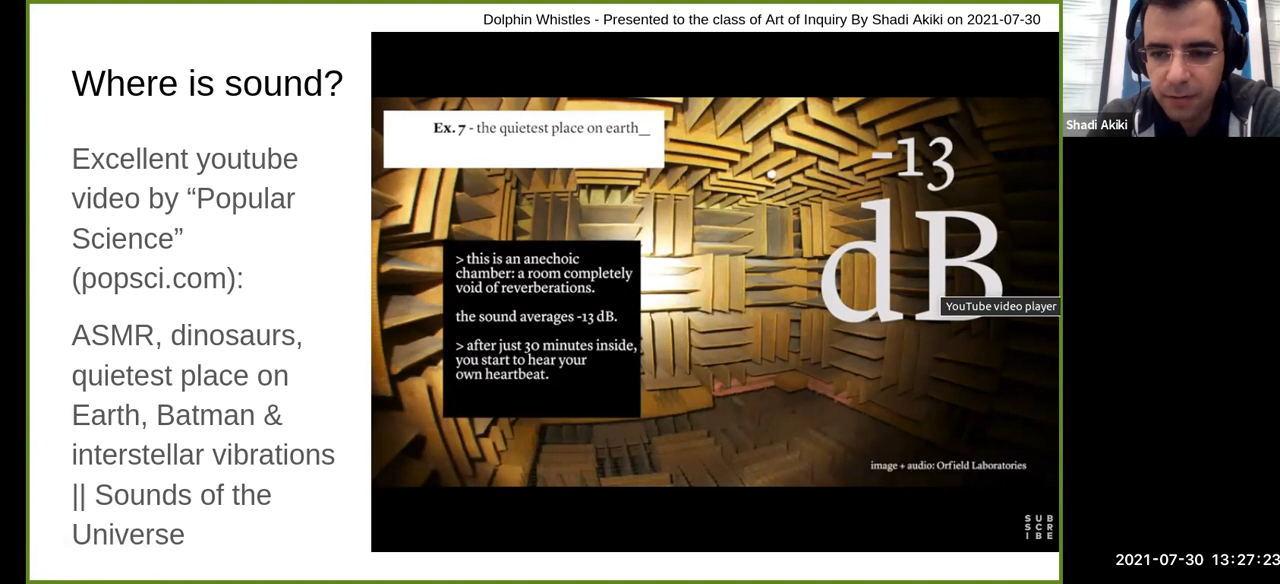 Dolphin Whistles - Presented to the class of Art of Inquiry By Shadi Akiki on 2021-07-30
Where is sound?
Excellent youtube
video by “Popular
Science”
(popsci.com):
ASMR, dinosaurs,
quietest place on
Earth, Batman &
interstellar vibrations
|| Sounds of the
Universe
Ex. 7 - the quietest place on earth_
-13
dB
> this is an anechoic
chamber: a room completely
void of reverberations.
the sound averages -13 dB.
> after just 30 minutes inside,
you start to hear your
own heartbeat.
YouTube video player
image + audio: Orfield Laboratories
SUB
SCR
IBE
Shadi Akiki
2021-07-30 13:27:23